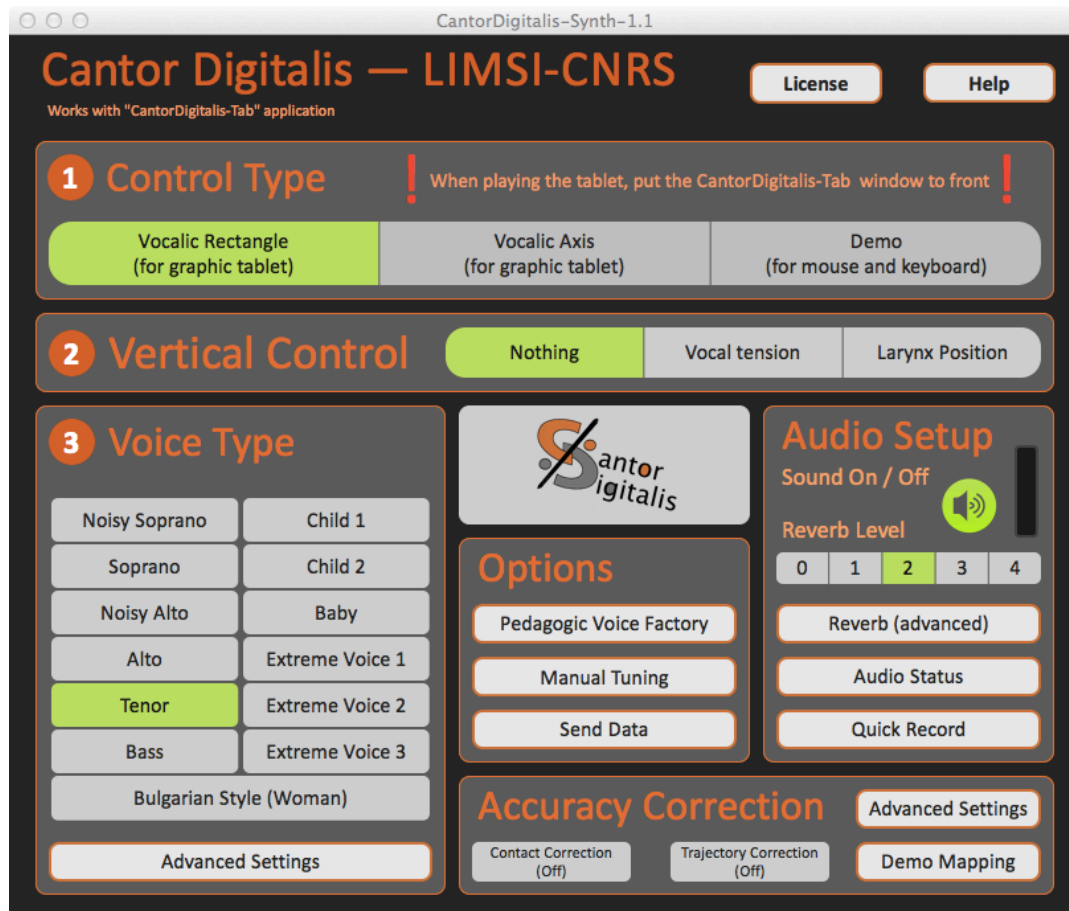 CantorDigitalis-Synth-1.1
Cantor Digitalis — LIMSI-CNRS
Works with "CantorDigitalis-Tab" application
License
Help
1 Control Type
❗ When playing the tablet, put the CantorDigitalis-Tab window to front ❗
Vocalic Rectangle
(for graphic tablet)
Vocalic Axis
(for graphic tablet)
Demo
(for mouse and keyboard)
2 Vertical Control
Nothing
Vocal tension
Larynx Position
3 Voice Type
Noisy Soprano
Child 1
Soprano
Child 2
Noisy Alto
Baby
Alto
Extreme Voice 1
Tenor
Extreme Voice 2
Bass
Extreme Voice 3
Bulgarian Style (Woman)
Advanced Settings
Cantor
Digitalis
Options
Pedagogic Voice Factory
Manual Tuning
Send Data
Audio Setup
Sound On / Off
Reverb Level
0 1 2 3 4
Reverb (advanced)
Audio Status
Quick Record
Accuracy Correction
Advanced Settings
Contact Correction
(Off)
Trajectory Correction
(Off)
Demo Mapping